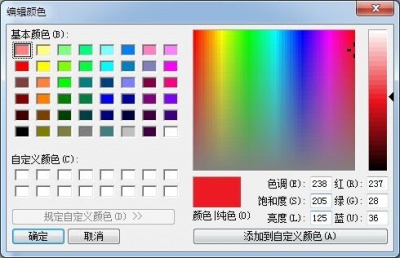 编辑颜色
基本颜色(B):
自定义颜色(C):
规定自定义颜色(D) >>
确定 取消
颜色|纯色(O)
色调(E): 238 红(R): 237
饱和度(S): 205 绿(G): 28
亮度(L): 125 蓝(U): 36
添加到自定义颜色(A)